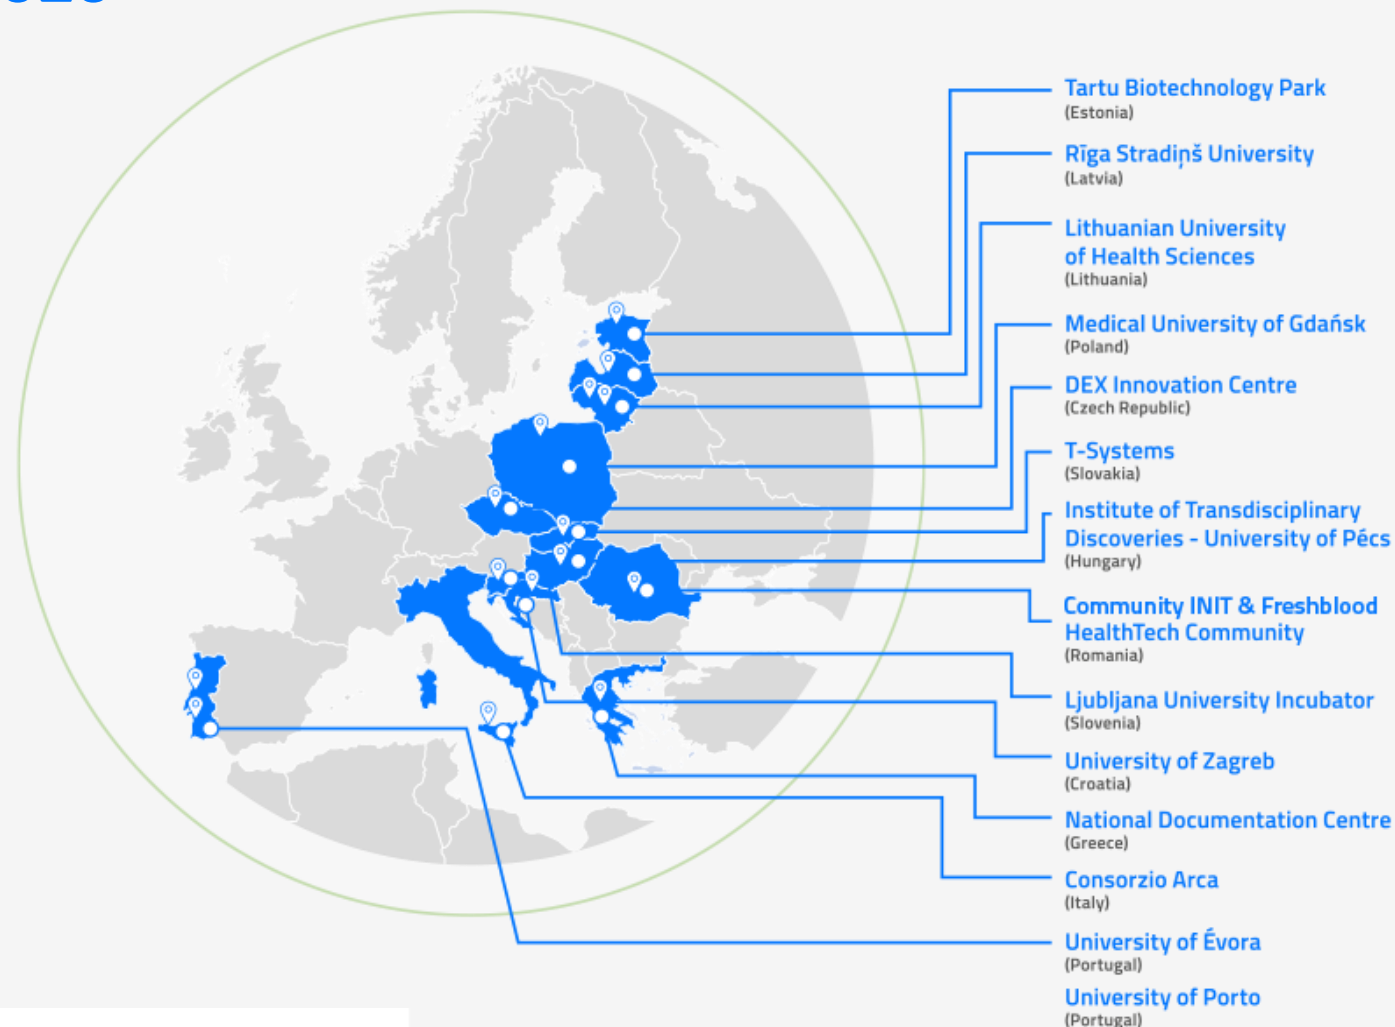 Tartu Biotechnology Park
(Estonia)
Rīga Stradiņš University
(Latvia)
Lithuanian University
of Health Sciences
(Lithuania)
Medical University of Gdańsk
(Poland)
DEX Innovation Centre
(Czech Republic)
T-Systems
(Slovakia)
Institute of Transdisciplinary
Discoveries - University of Pécs
(Hungary)
Community INIT & Freshblood
HealthTech Community
(Romania)
Ljubljana University Incubator
(Slovenia)
University of Zagreb
(Croatia)
National Documentation Centre
(Greece)
Consorzio Arca
(Italy)
University of Évora
(Portugal)
University of Porto
(Portugal)